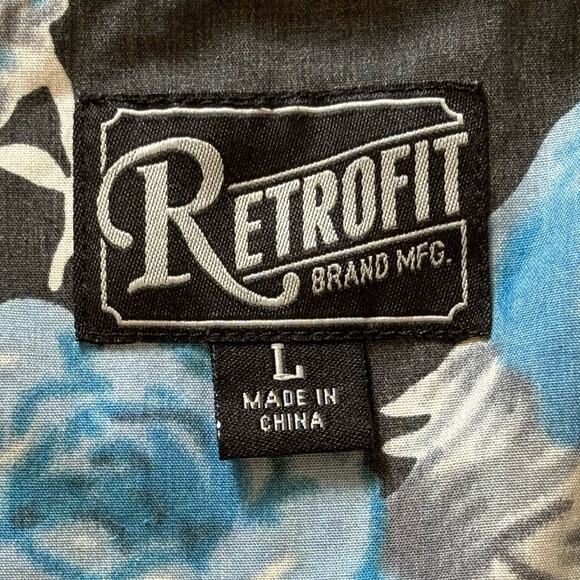 RETROFIT
BRAND MFG.
L
MADE IN
CHINA